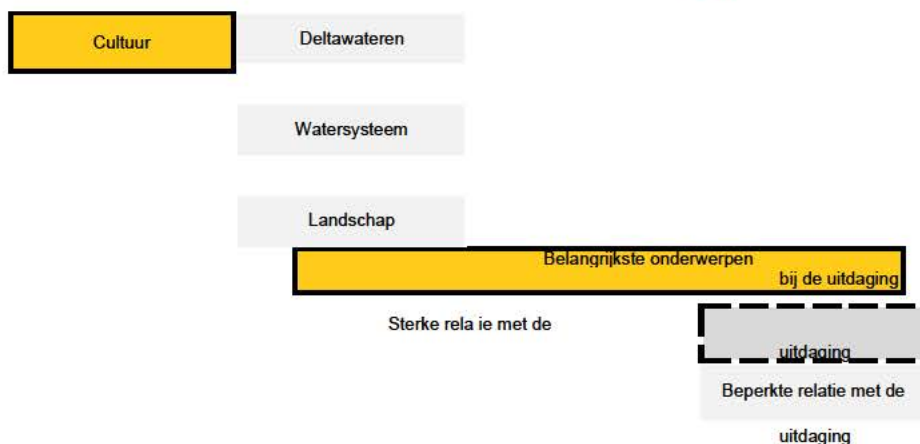 Cultuur
Deltawateren
Watersysteem
Landschap
Belangrijkste onderwerpen
bij de uitdaging
Sterke rela ie met de
uitdaging
Beperkte relatie met de
uitdaging